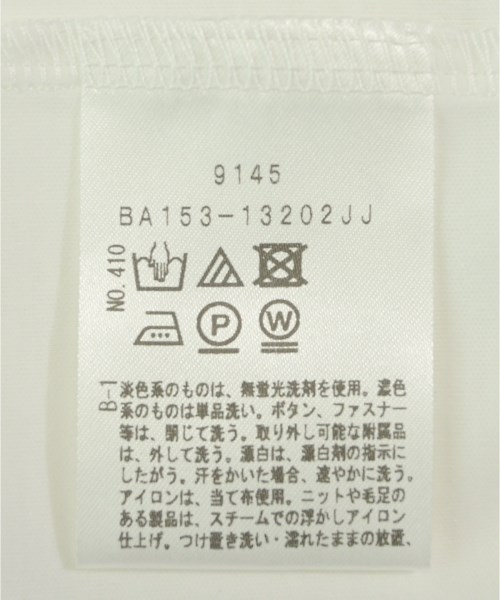 9145
BA153-13202JJ
NO.410
P
W
B-1
淡色系のものは、無蛍光洗剤を使用。濃色
系のものは単品洗い。ボタン、ファスナー
等は、閉じて洗う。取り外し可能な附属品
は、外して洗う。漂白は、漂白剤の指示に
したがう。汗をかいた場合、速やかに洗う。
アイロンは、当て布使用。ニットや毛足の
ある製品は、スチームでの浮かしアイロン
仕上げ。つけ置き洗い・濡れたままの放置、